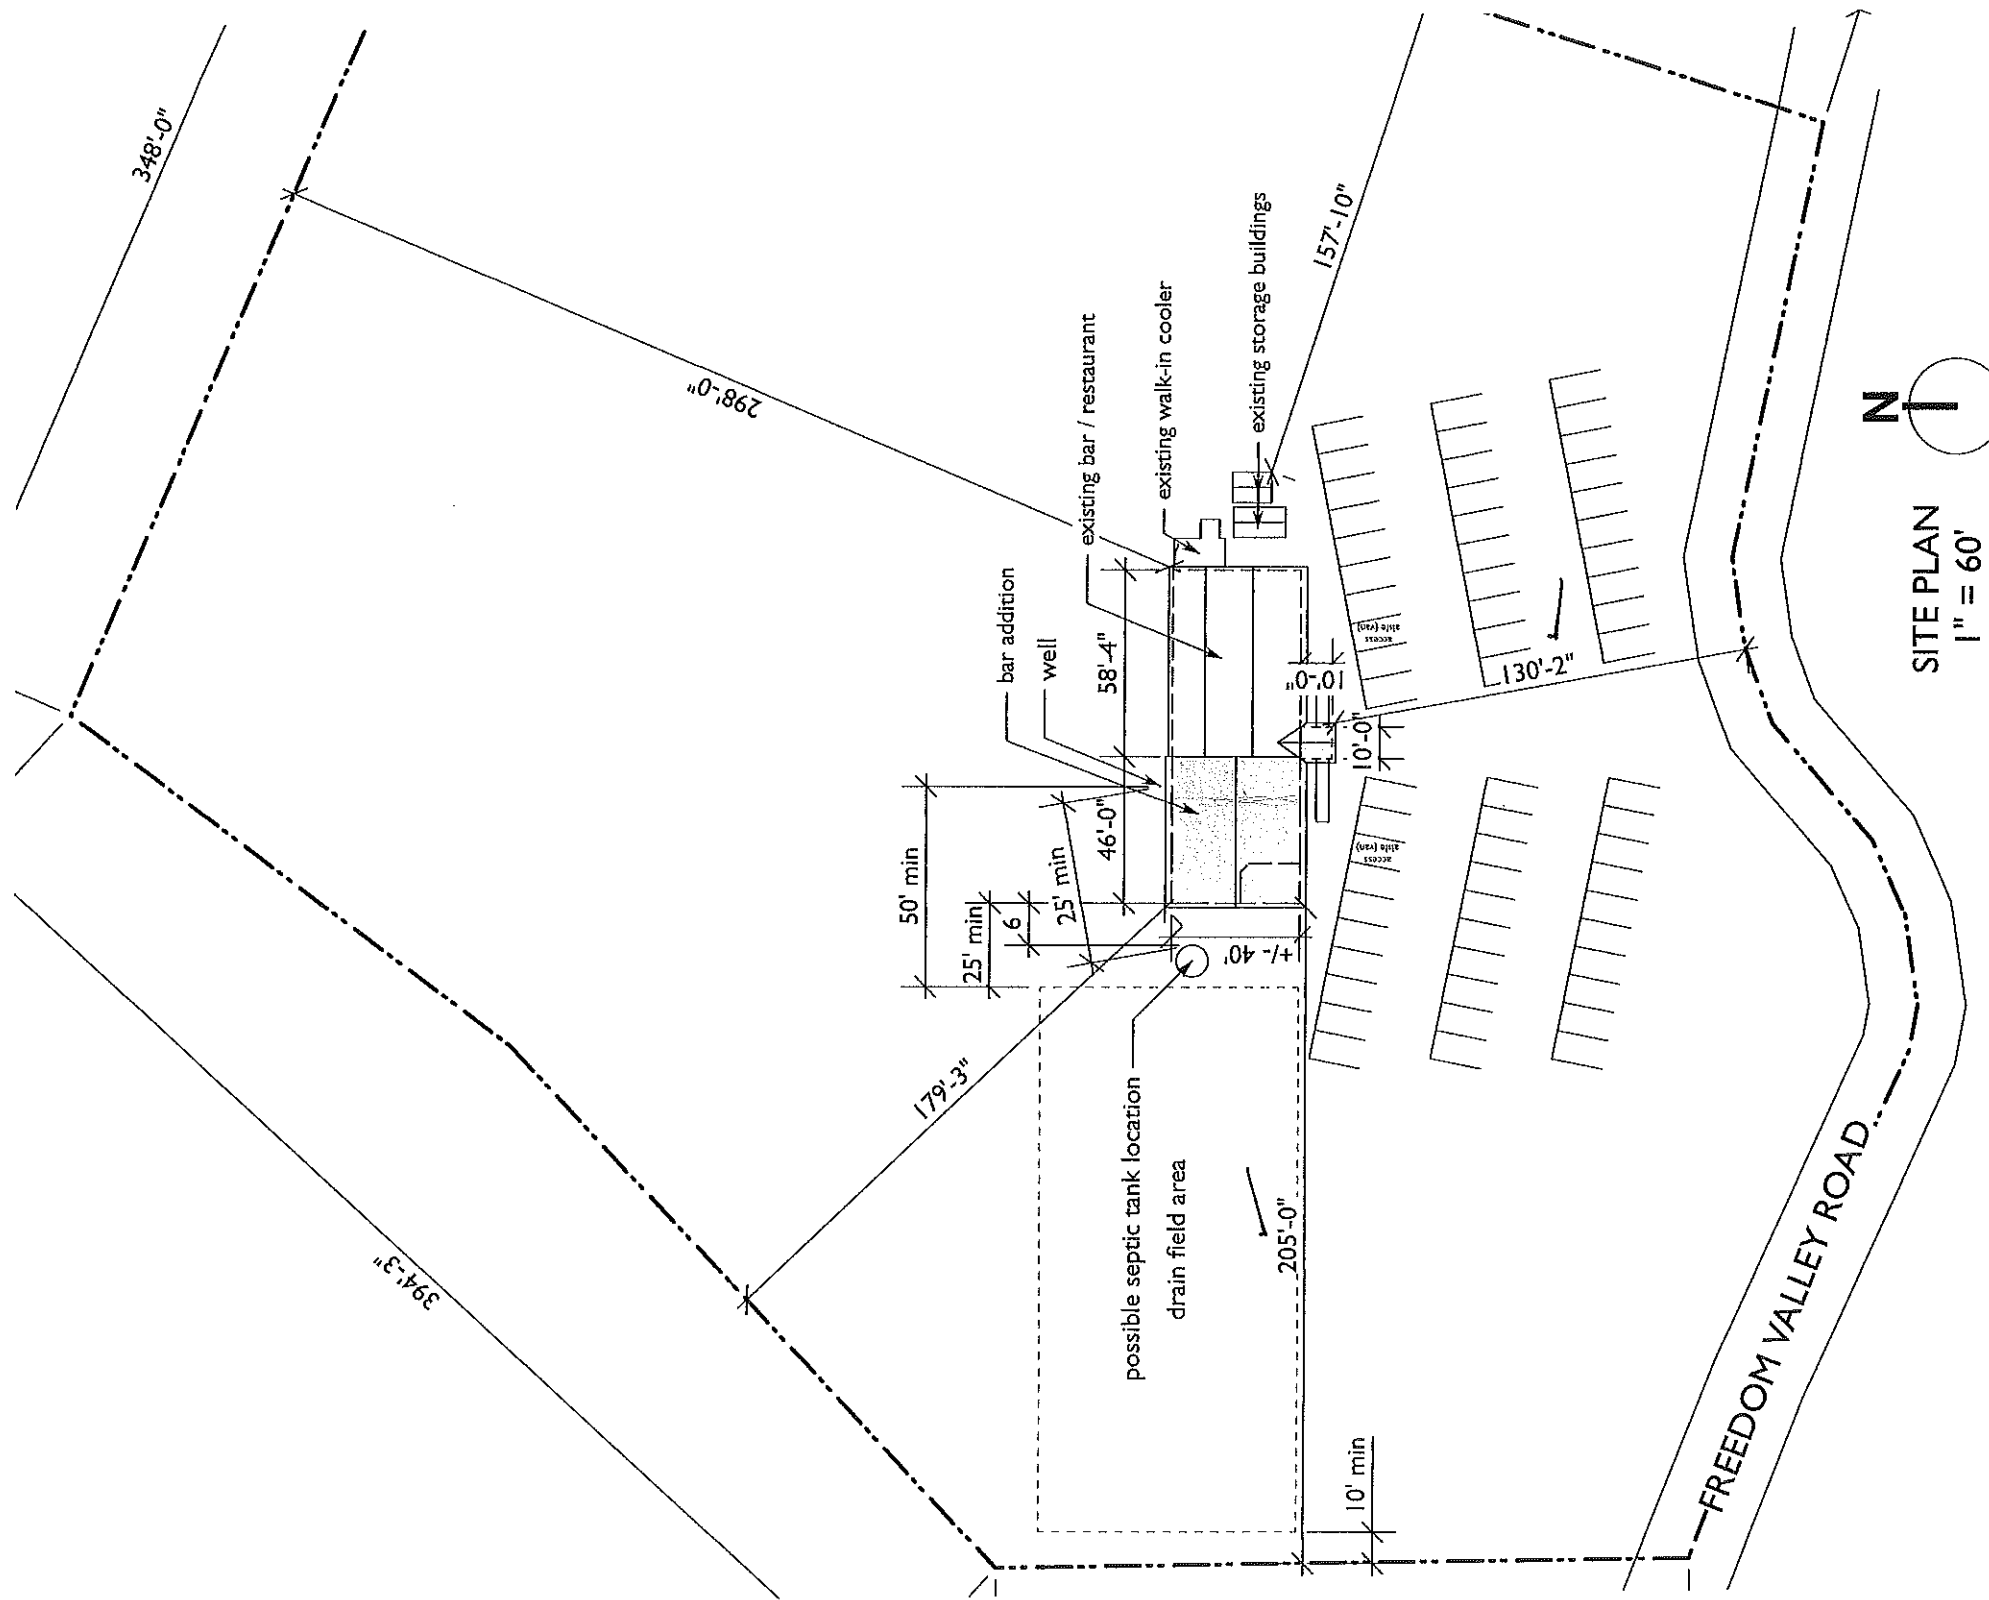 348'-0"
298'-0"
157'-10"
existing storage buildings
existing walk-in cooler
existing bar / restaurant
bar addition
well
58'-4"
46'-0"
50' min
25' min
6
25' min
+/- 40'
10'-0"
10'-0"
130'-2"
access
aisle (van)
access
aisle (van)
179'-3"
394'-3"
possible septic tank location
drain field area
205'-0"
10' min
FREEDOM VALLEY ROAD
N
SITE PLAN
1" = 60'